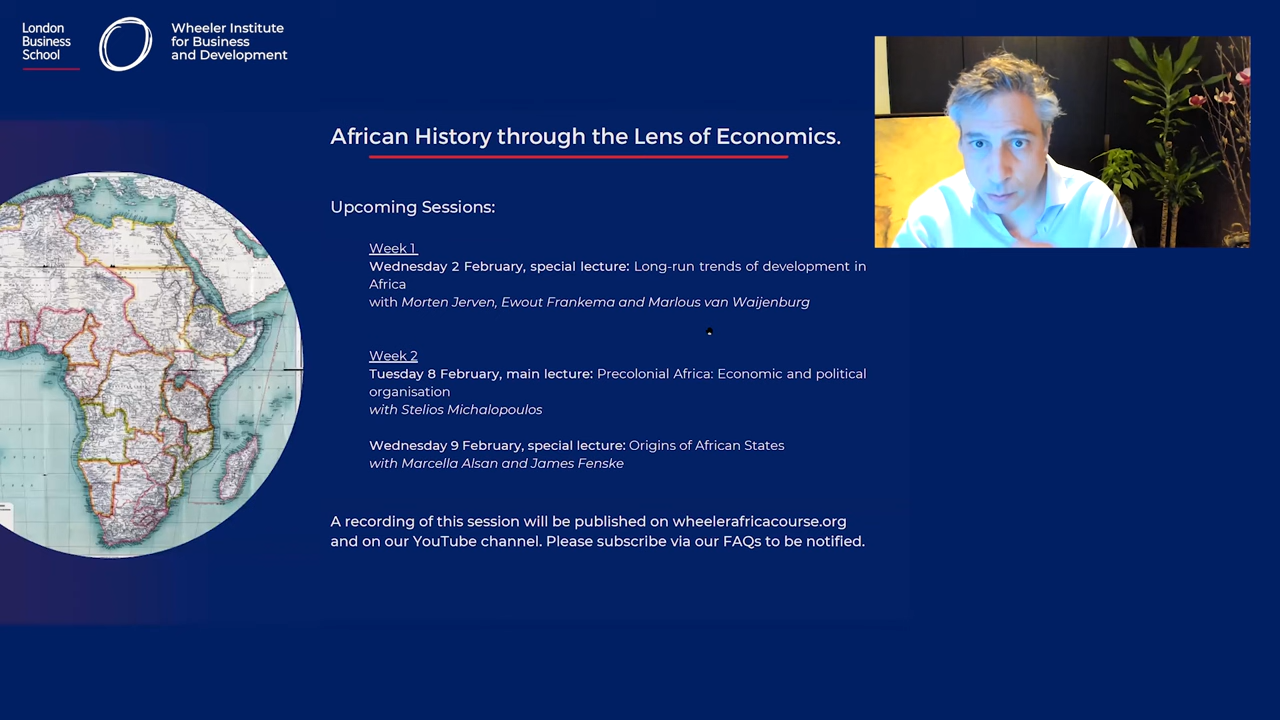 London
Business
School
Wheeler Institute
for Business
and Development
African History through the Lens of Economics.
Upcoming Sessions:
Week 1
Wednesday 2 February, special lecture: Long-run trends of development in
Africa
with Morten Jerven, Ewout Frankema and Marlous van Waijenburg
Week 2
Tuesday 8 February, main lecture: Precolonial Africa: Economic and political
organisation
with Stelios Michalopoulos
Wednesday 9 February, special lecture: Origins of African States
with Marcella Alsan and James Fenske
A recording of this session will be published on wheelerafricacourse.org
and on our YouTube channel. Please subscribe via our FAQs to be notified.